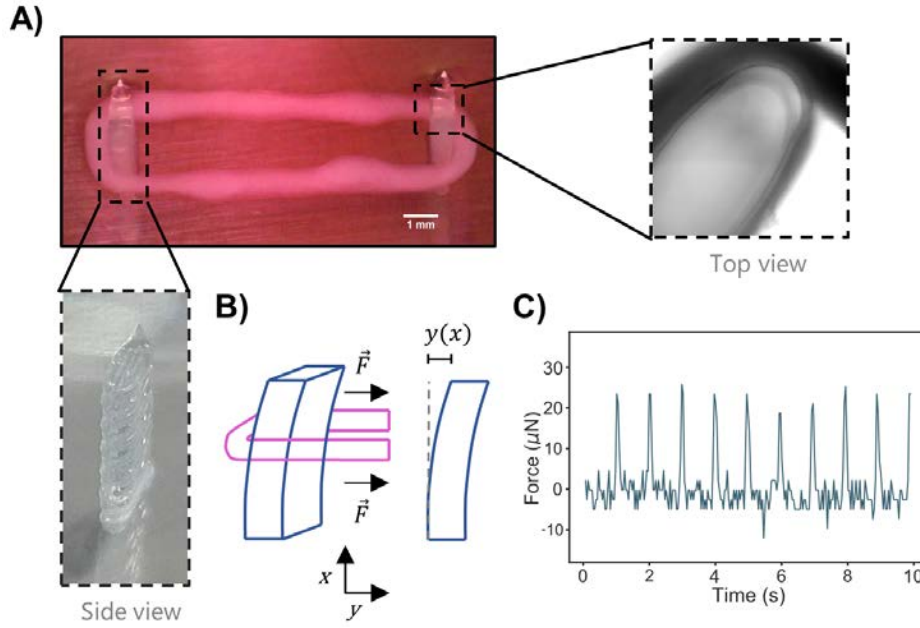 A)
1 mm
Top view
Side view
B)
y(x)
F⃗
F⃗
x
y
C)
Force (μN)
30
20
10
0
-10
0
2
4
6
8
10
Time (s)